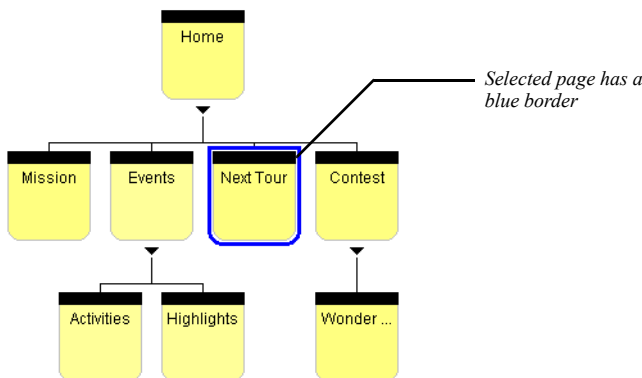 Home
Selected page has a
blue border
Mission
Events
Next Tour
Contest
Activities
Highlights
Wonder ...